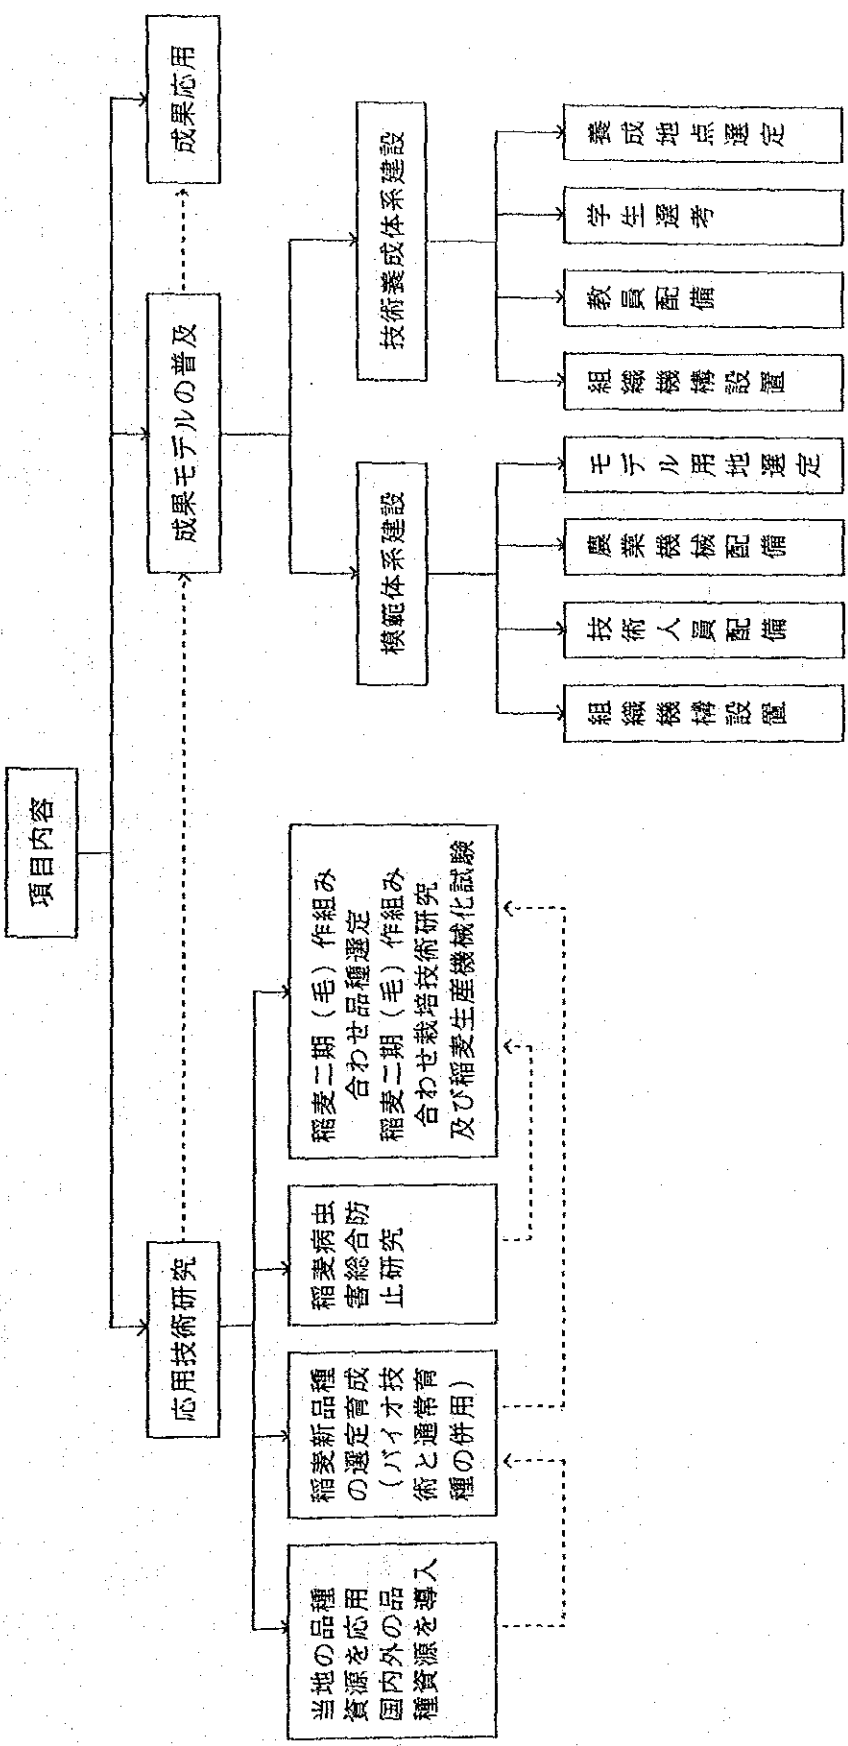 項目内容
応用技術研究
成果モデルの普及
成果応用
当地の品種
資源を応用
国内外の品
種資源を導入
稲麦新品種
の選定育成
（バイオ技
術と通常育
種の併用）
稲麦病虫
害総合防
止研究
稲麦二期（毛）作組み
合わせ品種選定
稲麦二期（毛）作組み
合わせ栽培技術研究
及び稲麦生産機械化試験
模範体系建設
技術養成体系建設
組織機構設置
技術人員配備
農業機械配備
モデル用地選定
組織機構設置
教員配備
学生選考
養成地点選定